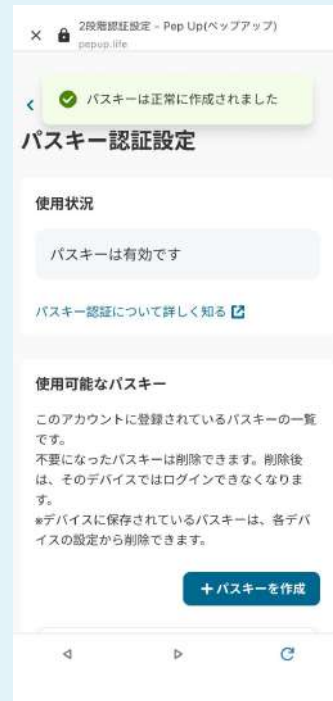 2段階認証設定 - Pep Up(ペップアップ)
pepup.life
パスキーは正常に作成されました
パスキー認証設定
使用状況
パスキーは有効です
パスキー認証について詳しく知る
使用可能なパスキー
このアカウントに登録されているパスキーの一覧
です。
不要になったパスキーは削除できます。削除後
は、そのデバイスではログインできなくなりま
す。
※デバイスに保存されているパスキーは、各デバ
イスの設定から削除できます。
+パスキーを作成